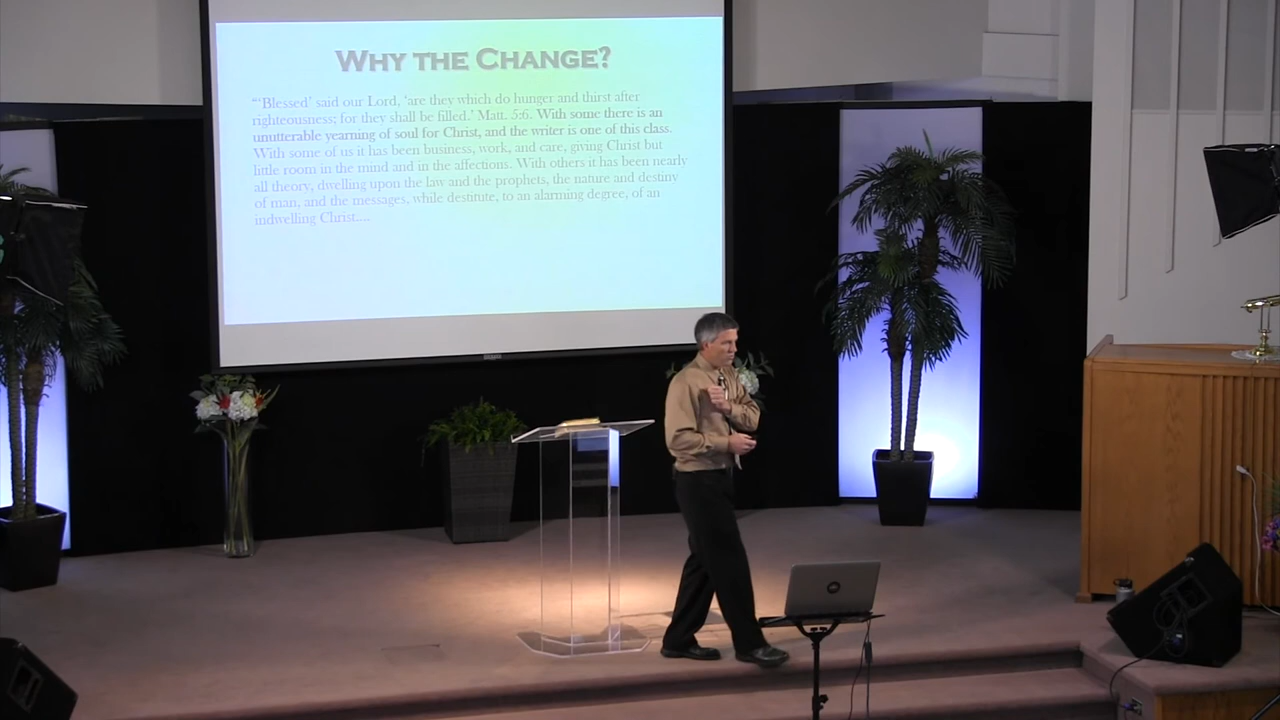 WHY THE CHANGE?
“‘Blessed’ said our Lord, ‘are they which do hunger and thirst after
righteousness; for they shall be filled.’ Matt. 5:6. With some there is an
unutterable yearning of soul for Christ, and the writer is one of this class.
With some of us it has been business, work, and care, giving Christ but
little room in the mind and in the affections. With others it has been nearly
all theory, dwelling upon the law and the prophets, the nature and destiny
of man, and the messages, while destitute, to an alarming degree, of an
indwelling Christ....